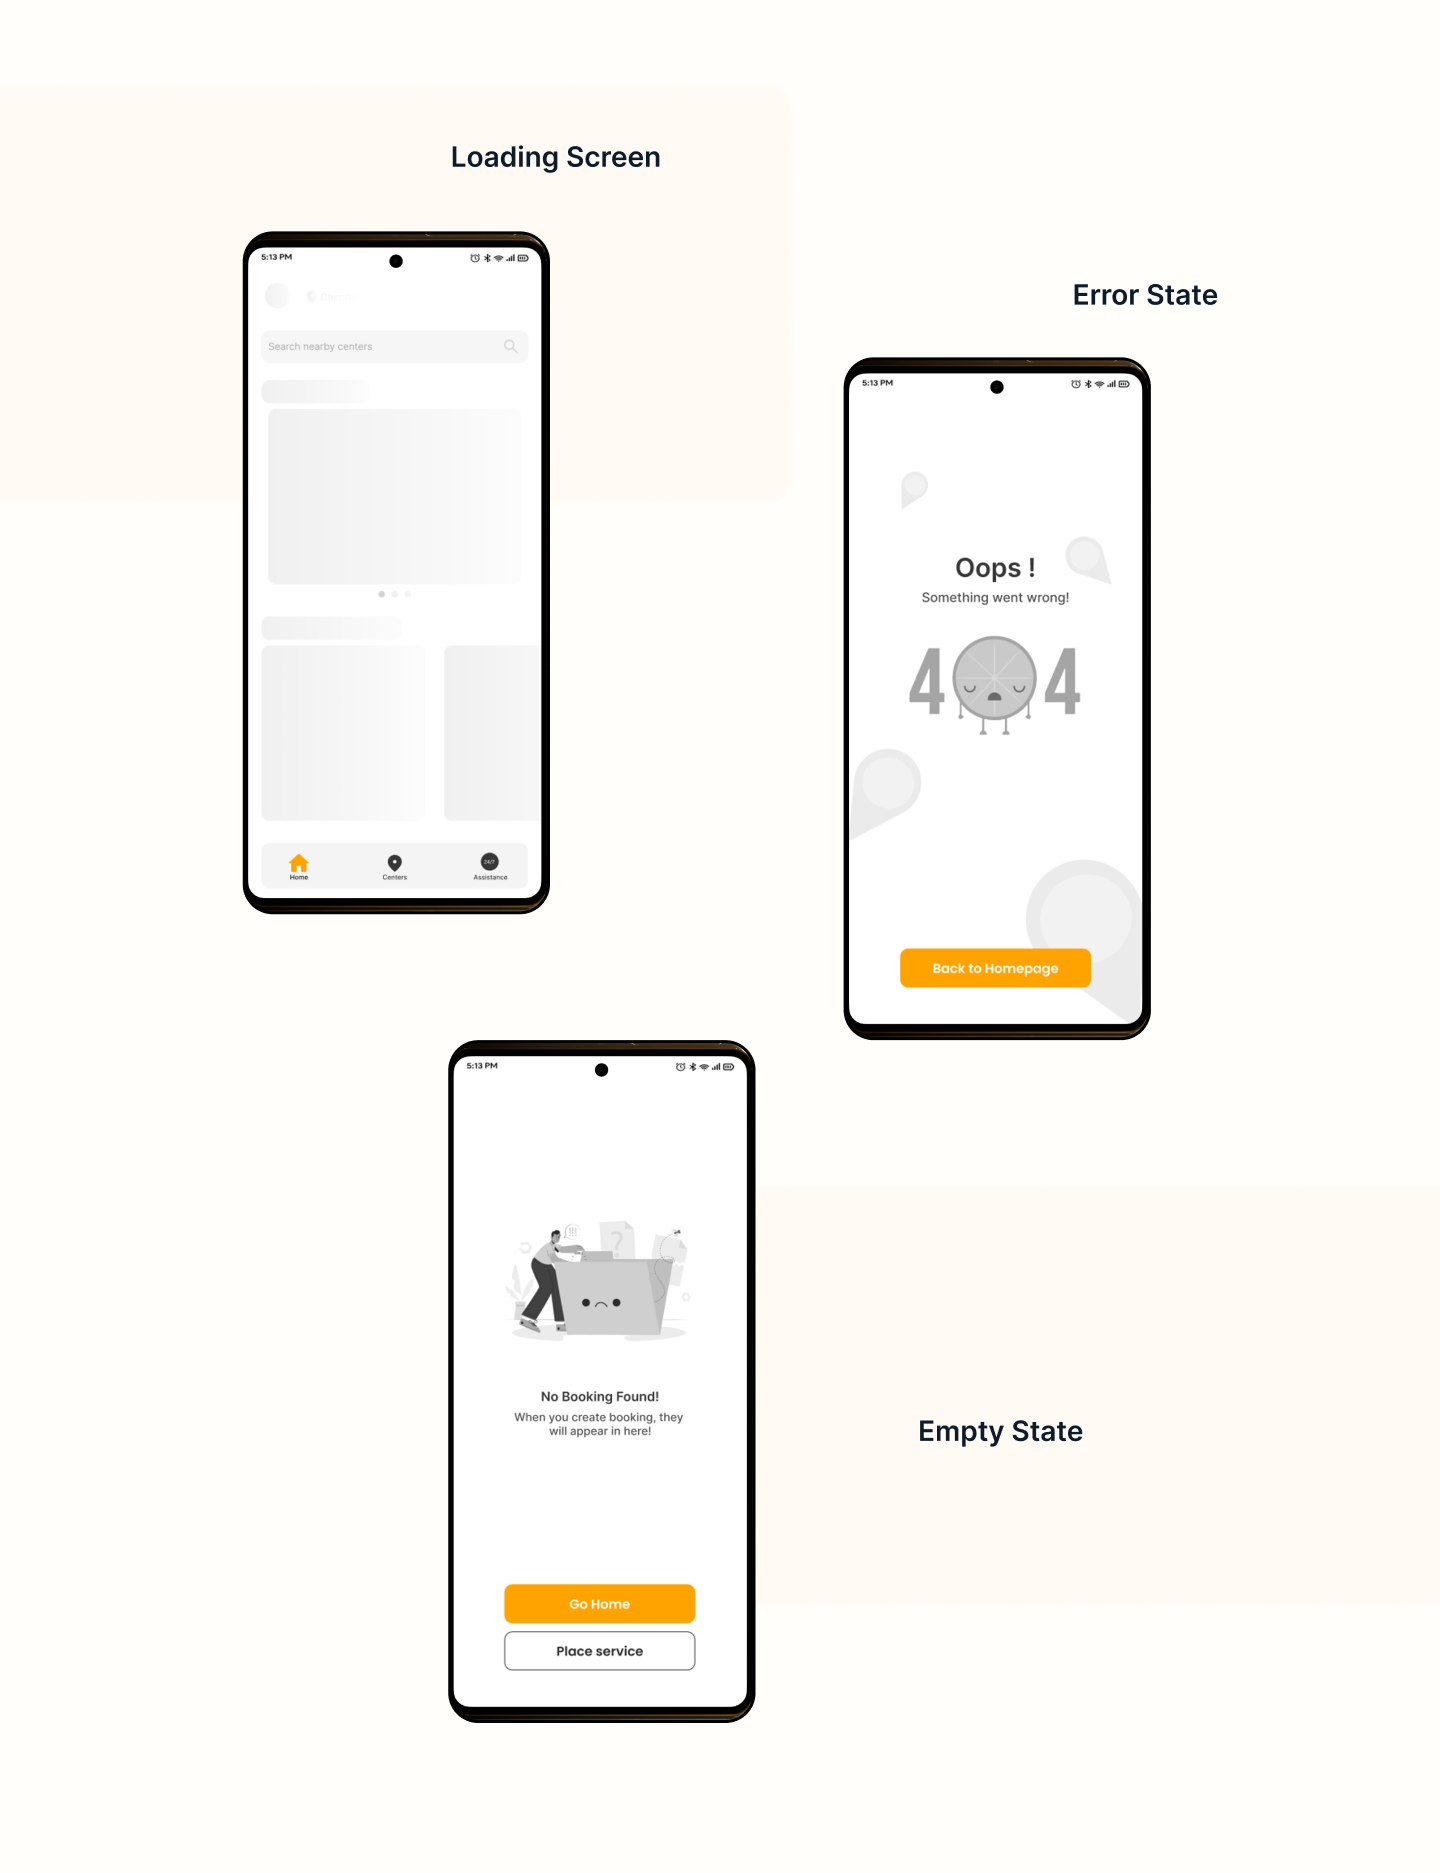 Loading Screen
5:13 PM
Search nearby centers
Home
Centers
24/7
Assistance
Error State
5:13 PM
Oops !
Something went wrong!
404
Back to Homepage
5:13 PM
!!!
?
No Booking Found!
When you create booking, they
will appear in here!
Empty State
Go Home
Place service